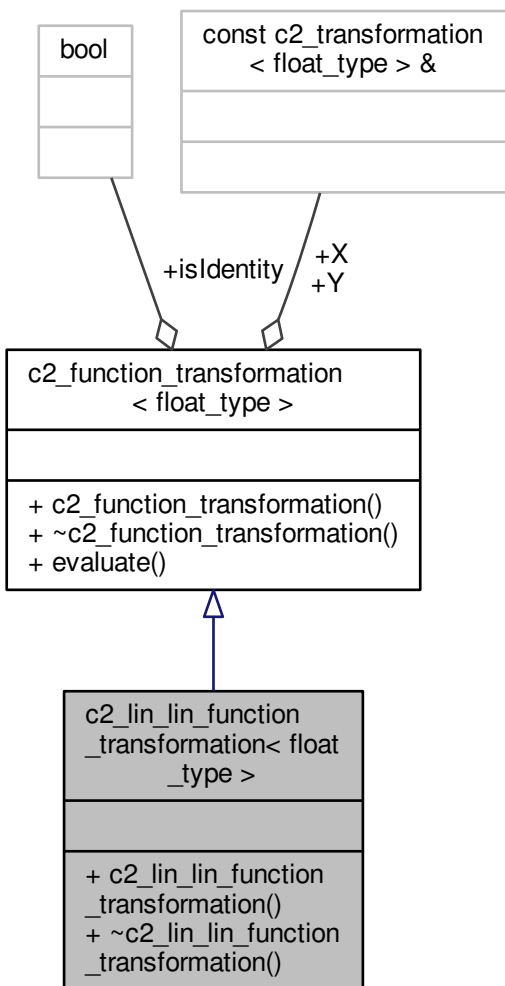 bool
const c2_transformation
< float_type > &
+isIdentity
+X
+Y
c2_function_transformation
< float_type >
+ c2_function_transformation()
+ ~c2_function_transformation()
+ evaluate()
c2_lin_lin_function
_transformation< float
_type >
+ c2_lin_lin_function
_transformation()
+ ~c2_lin_lin_function
_transformation()